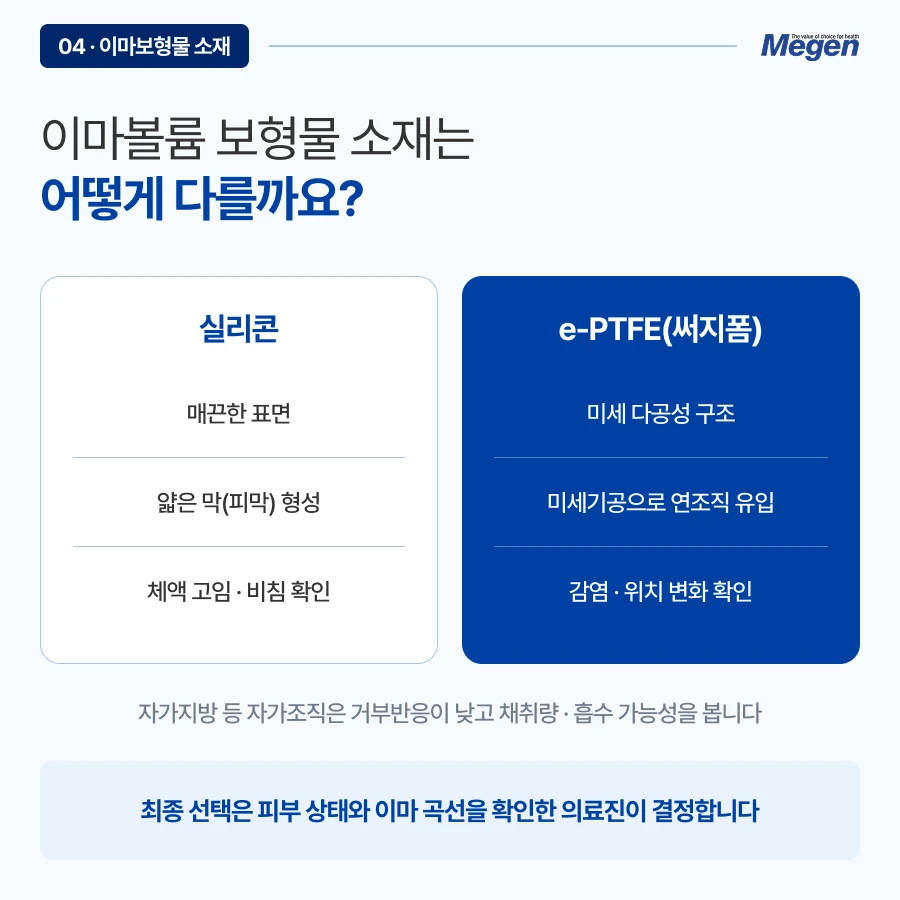 04 · 이마보형물 소재
The value of choice for health
Megen
이마볼륨 보형물 소재는
어떻게 다를까요?
실리콘
매끈한 표면
얇은 막(피막) 형성
체액 고임 · 비침 확인
e-PTFE(써지폼)
미세 다공성 구조
미세기공으로 연조직 유입
감염 · 위치 변화 확인
자가지방 등 자가조직은 거부반응이 낮고 채취량 · 흡수 가능성을 봅니다
최종 선택은 피부 상태와 이마 곡선을 확인한 의료진이 결정합니다